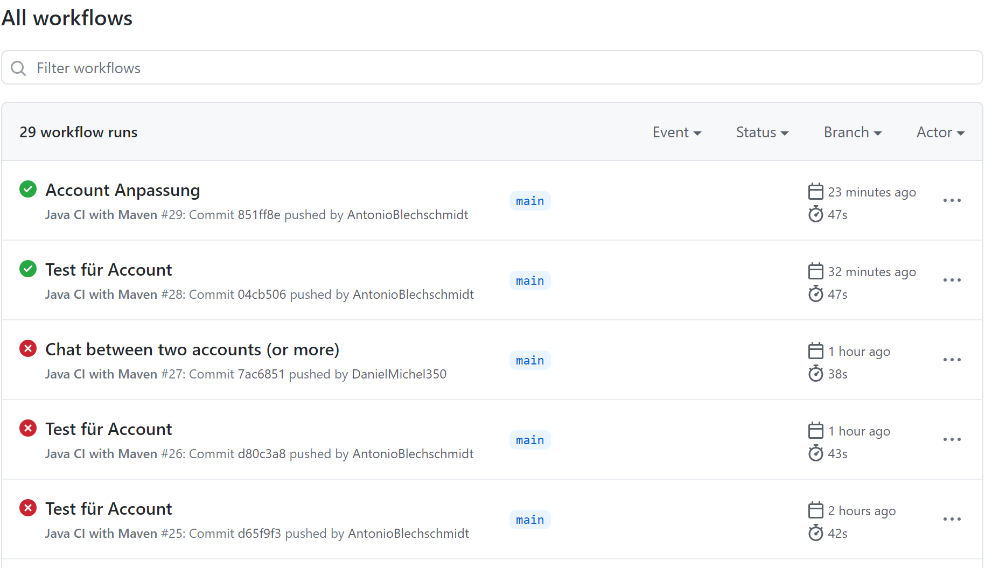 All workflows
Filter workflows
29 workflow runs Event Status Branch Actor
Account Anpassung
Java CI with Maven #29: Commit 851ff8e pushed by AntonioBlechschmidt
main
23 minutes ago
47s
Test für Account
Java CI with Maven #28: Commit 04cb506 pushed by AntonioBlechschmidt
main
32 minutes ago
47s
Chat between two accounts (or more)
Java CI with Maven #27: Commit 7ac6851 pushed by DanielMichel350
main
1 hour ago
38s
Test für Account
Java CI with Maven #26: Commit d80c3a8 pushed by AntonioBlechschmidt
main
1 hour ago
43s
Test für Account
Java CI with Maven #25: Commit d65f9f3 pushed by AntonioBlechschmidt
main
2 hours ago
42s